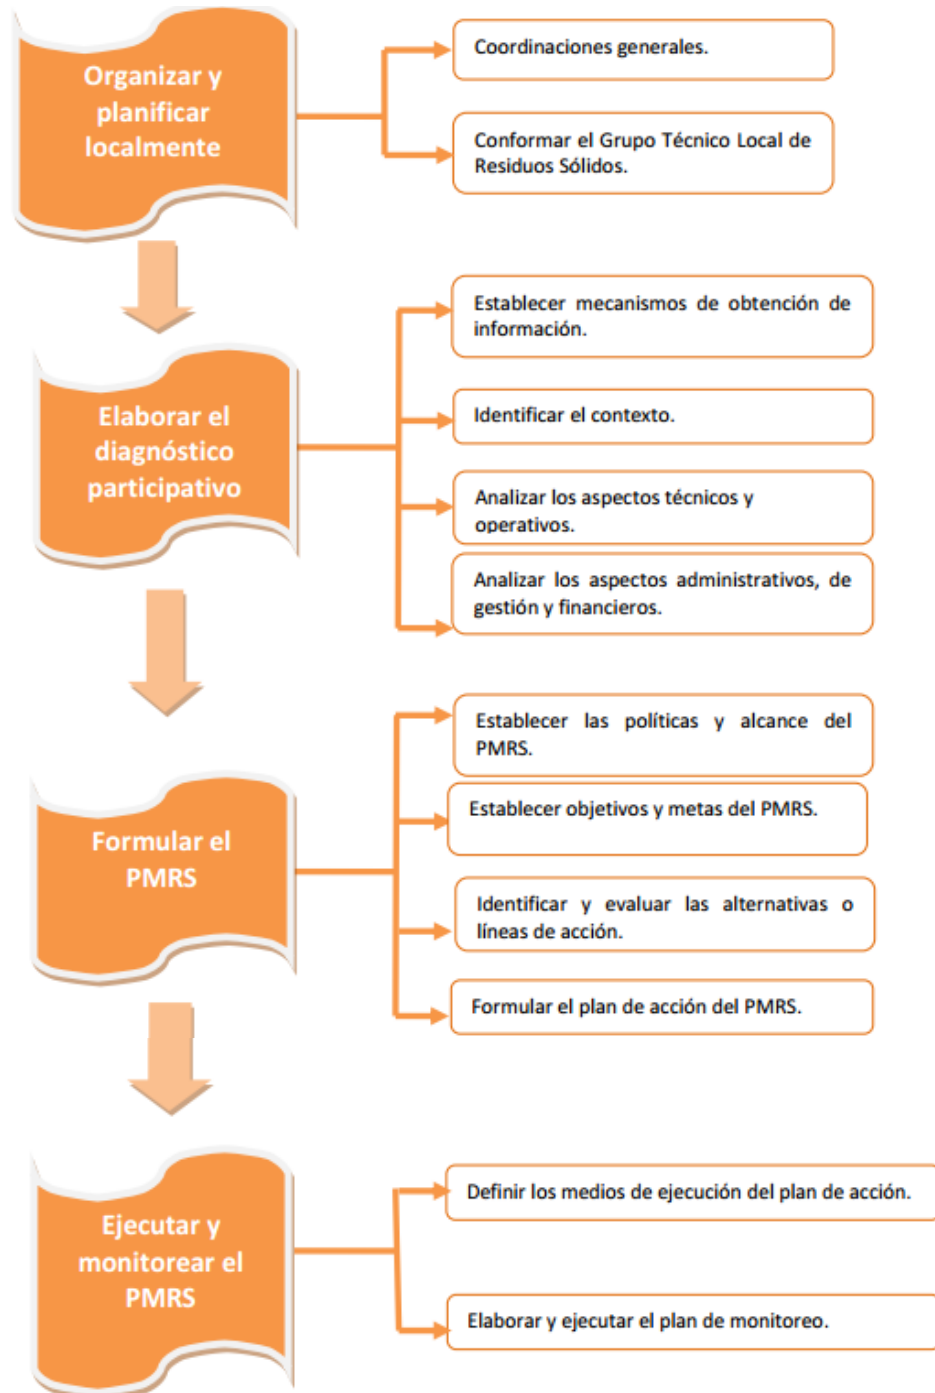 Organizar y
planificar
localmente
Coordinaciones generales.
Conformar el Grupo Técnico Local de
Residuos Sólidos.
Elaborar el
diagnóstico
participativo
Establecer mecanismos de obtención de
información.
Identificar el contexto.
Analizar los aspectos técnicos y
operativos.
Analizar los aspectos administrativos, de
gestión y financieros.
Formular el
PMRS
Establecer las políticas y alcance del
PMRS.
Establecer objetivos y metas del PMRS.
Identificar y evaluar las alternativas o
líneas de acción.
Formular el plan de acción del PMRS.
Ejecutar y
monitorear el
PMRS
Definir los medios de ejecución del plan de acción.
Elaborar y ejecutar el plan de monitoreo.